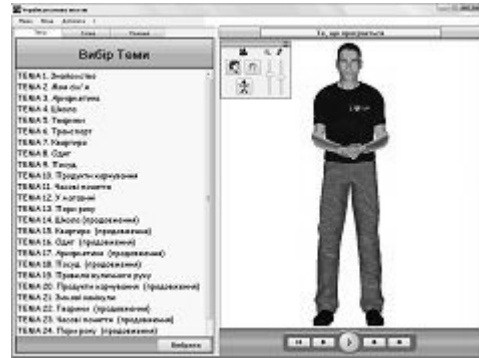 Вибір Теми
ТЕМА 1. Знайомство
ТЕМА 2. Моя сім'я
ТЕМА 3. Арифметика
ТЕМА 4. Школа
ТЕМА 5. Тварини
ТЕМА 6. Транспорт
ТЕМА 7. Квартира
ТЕМА 8. Одяг
ТЕМА 9. Посуд
ТЕМА 10. Продукти харчування
ТЕМА 11. Часові поняття
ТЕМА 12. У магазині
ТЕМА 13. Пори року
ТЕМА 14. Школа (продовження)
ТЕМА 15. Квартира (продовження)
ТЕМА 16. Одяг (продовження)
ТЕМА 17. Арифметика (продовження)
ТЕМА 18. Посуд (продовження)
ТЕМА 19. Правила вуличного руху
ТЕМА 20. Продукти харчування (продовження)
ТЕМА 21. Зимові канікули
ТЕМА 22. Тварини (продовження)
ТЕМА 23. Часові поняття (продовження)
ТЕМА 24. Пори року (продовження)
Вибрати
Те, що програється